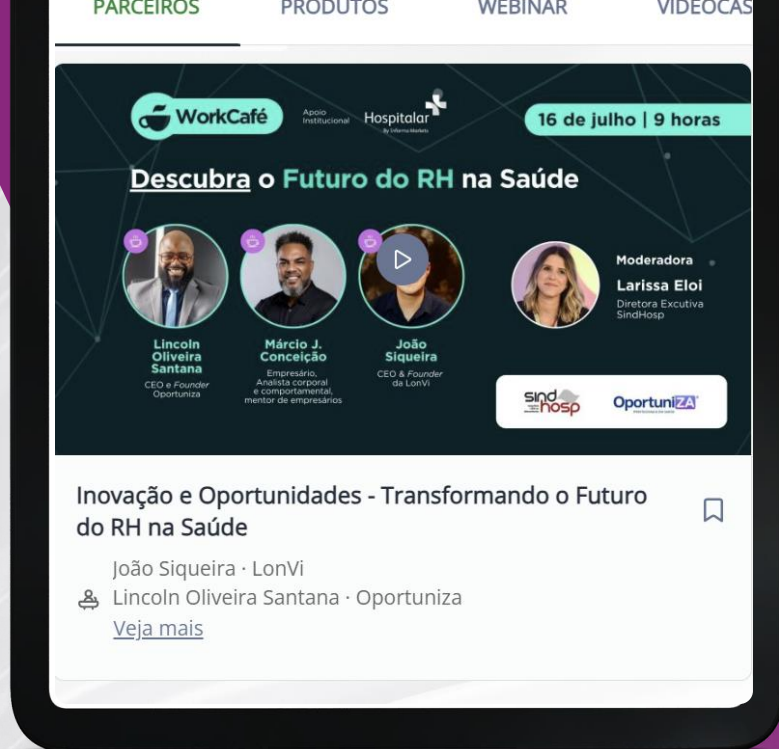 PARCEIROS PRODUTOS WEBINAR VIDEOCAS
WorkCafé
Apoio
Institucional
Hospitalar
By Informa Markets
16 de julho | 9 horas
Descubra o Futuro do RH na Saúde
Lincoln
Oliveira
Santana
CEO e Founder
Oportuniza
Márcio J.
Conceição
Empresário,
Analista corporal
e comportamental,
mentor de empresários
João
Siqueira
CEO & Founder
da LonVi
Moderadora
Larissa Eloi
Diretora Excutiva
SindHosp
sind
hosp
OportuniZA
Inovação e Oportunidades - Transformando o Futuro
do RH na Saúde
João Siqueira · LonVi
Lincoln Oliveira Santana · Oportuniza
Veja mais